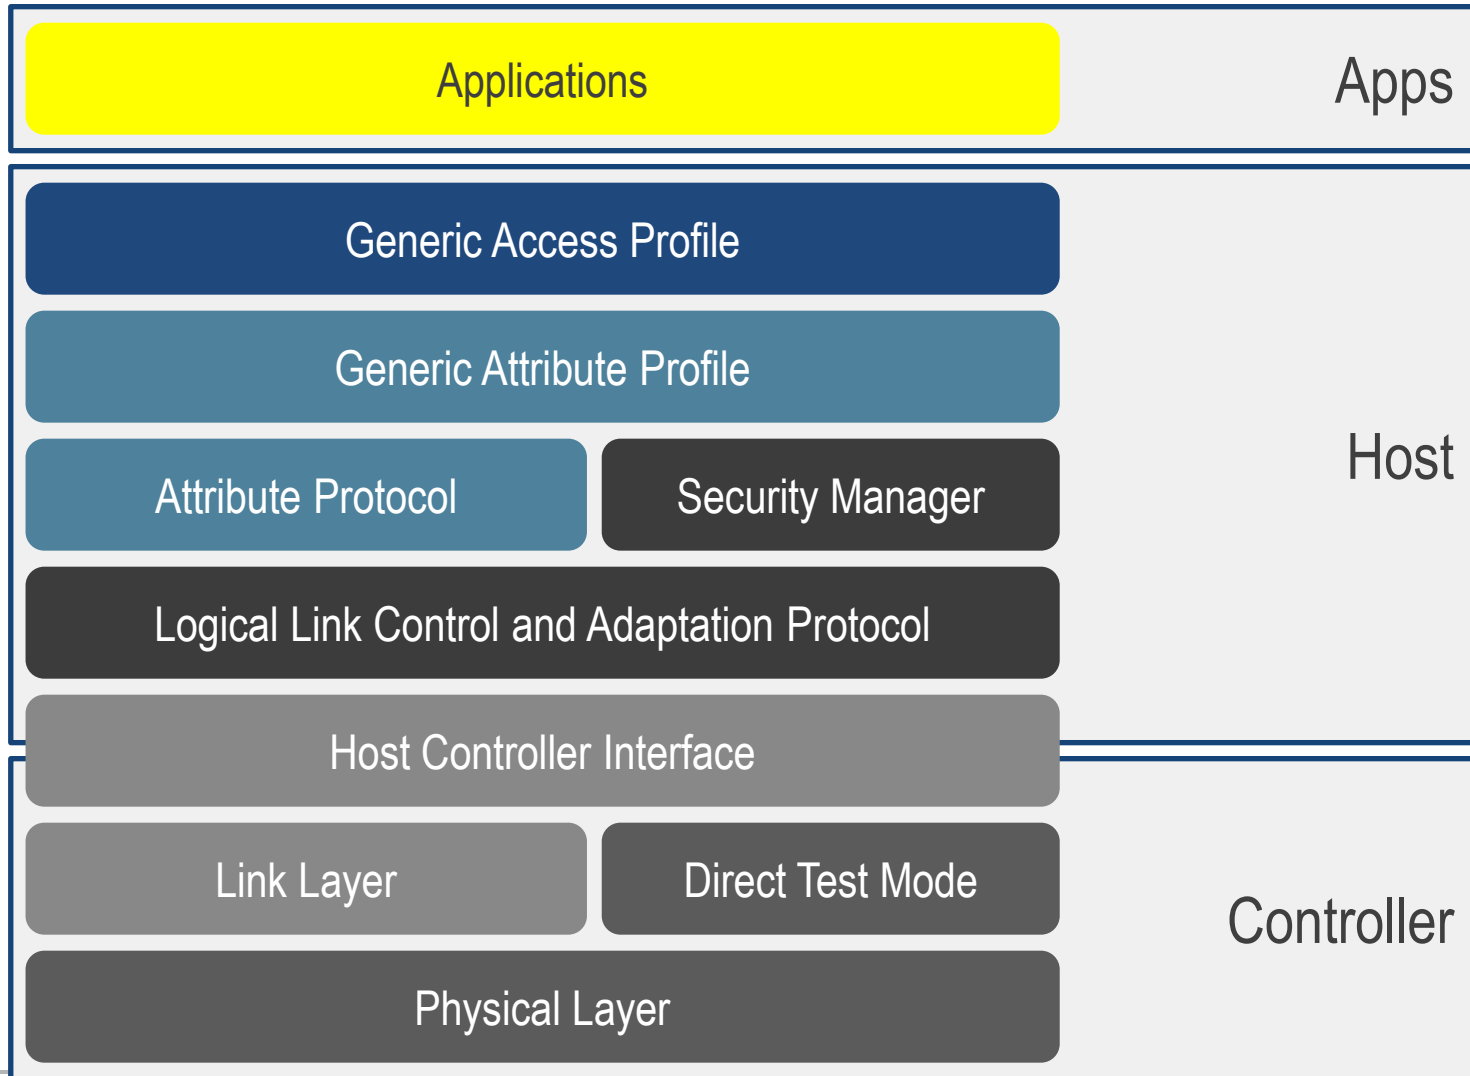 Applications
Apps
Generic Access Profile
Generic Attribute Profile
Host
Attribute Protocol
Security Manager
Logical Link Control and Adaptation Protocol
Host Controller Interface
Link Layer
Direct Test Mode
Controller
Physical Layer